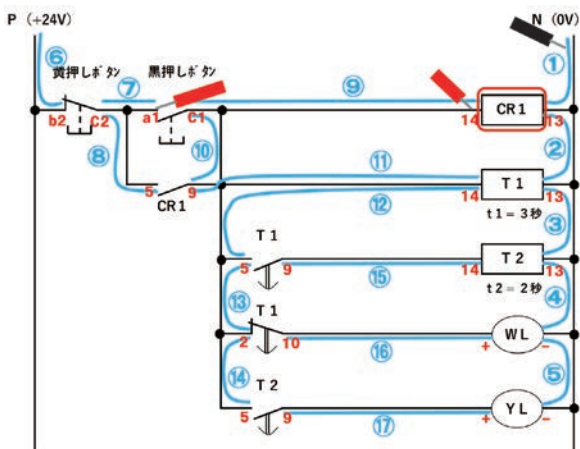 P (+24V)
N (0V)
⑥
黄押しボタン
⑦
黒押しボタン
⑨
①
b2
C2
a1
C1
14
CR1
13
⑧
⑩
②
⑪
5
9
CR1
14
T1
13
⑫
t1=3秒
③
T1
5
9
14
T2
13
⑮
t2=2秒
⑬
④
T1
2
10
+
WL
-
⑯
⑭
⑤
T2
5
9
+
YL
-
⑰